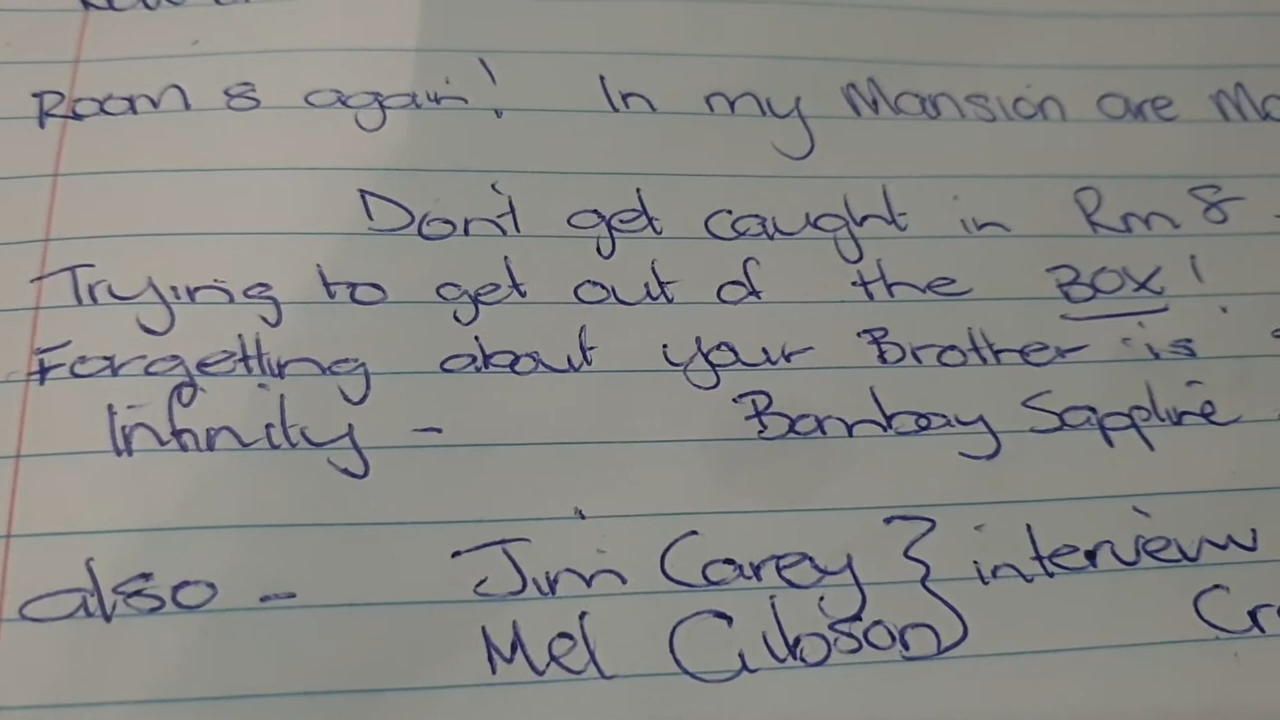 Room 8 again! In my Mansion are
Don't get caught in Rm 8
Trying to get out of the BOX!
Forgetting about your Brother is
Infinity - Bombay Sapphire
also - Jim Carey } interview
Mel Gibson